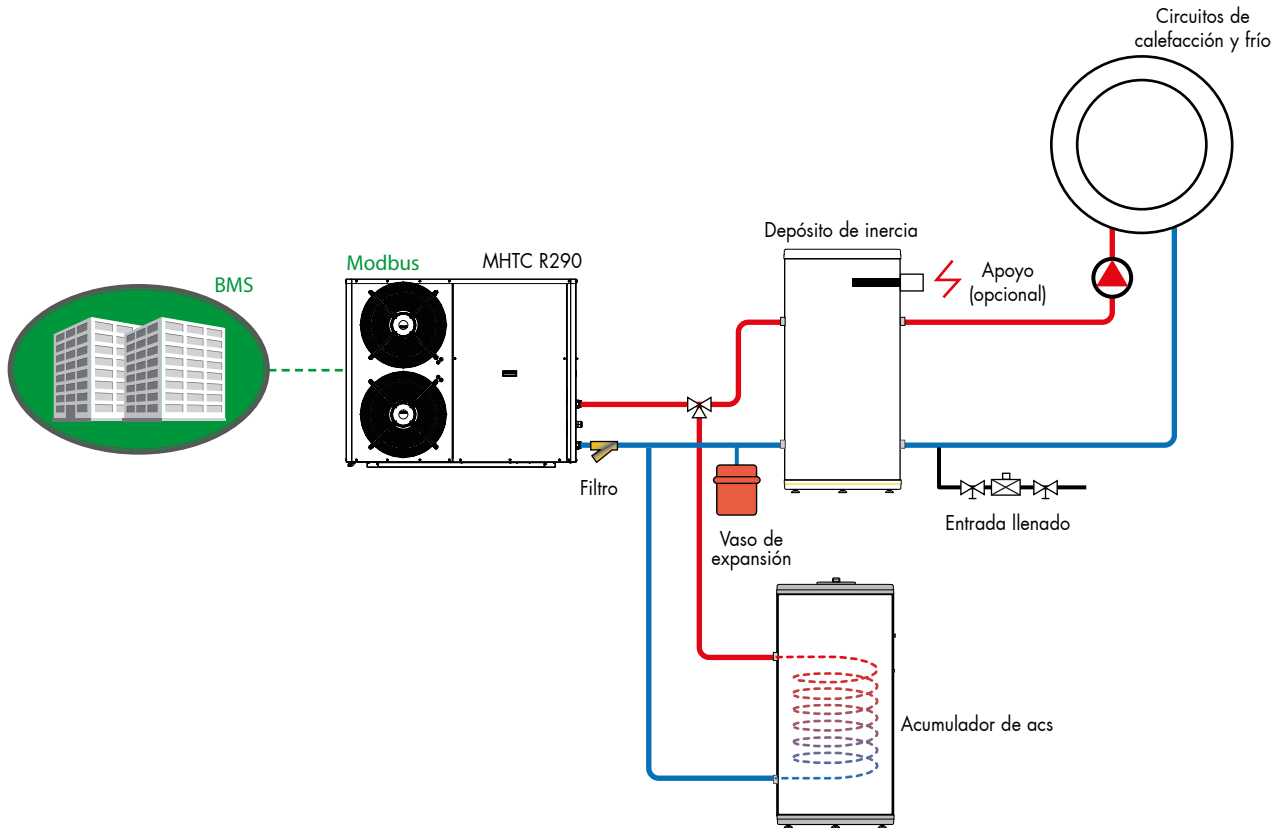 Circuitos de
calefacción y frío
Depósito de inercia
Modbus
MHTC R290
BMS
Apoyo
(opcional)
Filtro
Vaso de
expansión
Entrada llenado
Acumulador de acs